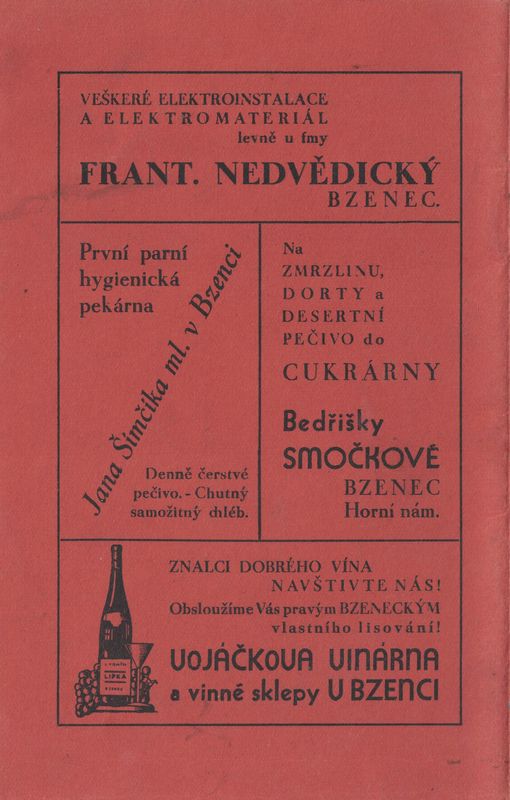 VEŠKERÉ ELEKTROINSTALACE
A ELEKTROMATERIÁL
levně u fmy
FRANT. NEDVĚDICKÝ
BZENEC.
První parní
hygienická
pekárna
Jana Šimčika ml. v Bzenci
Denně čerstvé
pečivo. - Chutný
samožitný chléb.
Na
ZMRZLINU,
DORTY a
DESERTNÍ
PEČIVO do
CUKRÁRNY
Bedřišky
SMOČKOVÉ
BZENEC
Horní nám.
ZNALCI DOBRÉHO VÍNA
NAVŠTIVTE NÁS!
Obsloužíme Vás pravým BZENECKÝM
vlastního lisování!
VOJÁČKOVA VINÁRNA
a vinné sklepy V BZENCI
LIPKA
BZENEC